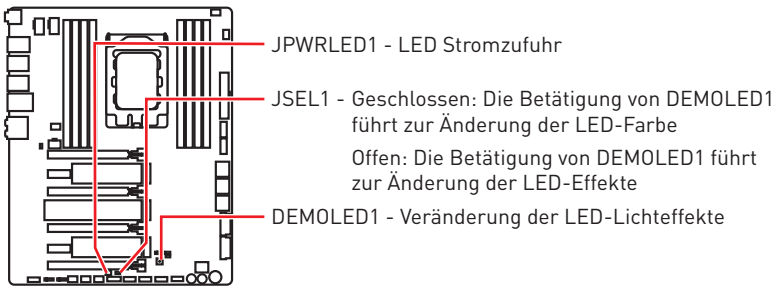 JPWRLED1 - LED Stromzufuhr
JSEL1 - Geschlossen: Die Betätigung von DEMOLED1
führt zur Änderung der LED-Farbe
Offen: Die Betätigung von DEMOLED1 führt
zur Änderung der LED-Effekte
DEMOLED1 - Veränderung der LED-Lichteffekte